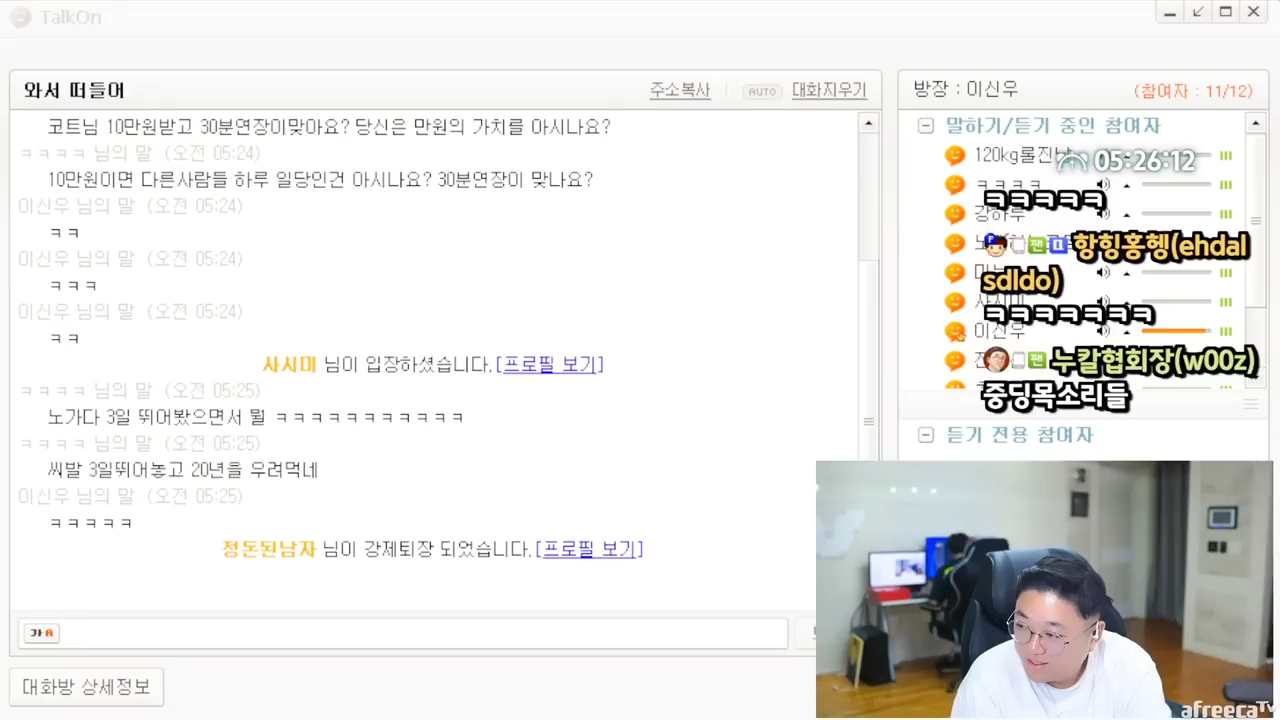 TalkOn
와서 떠들어
주소복사
AUTO
대화지우기
코트님 10만원받고 30분연장이맞아요? 당신은 만원의 가치를 아시나요?
ㅋㅋㅋㅋ 님의 말 (오전 05:24)
10만원이면 다른사람들 하루 일당인건 아시나요? 30분연장이 맞나요?
이신우 님의 말 (오전 05:24)
ㅋㅋ
이신우 님의 말 (오전 05:24)
ㅋㅋㅋ
이신우 님의 말 (오전 05:24)
ㅋㅋ
사시미 님이 입장하셨습니다.[프로필 보기]
ㅋㅋㅋㅋ 님의 말 (오전 05:25)
노가다 3일 뛰어봤으면서 뭘 ㅋㅋㅋㅋㅋㅋㅋㅋㅋㅋㅋ
ㅋㅋㅋㅋ 님의 말 (오전 05:25)
씨발 3일뛰어놓고 20년을 우려먹네
이신우 님의 말 (오전 05:25)
ㅋㅋㅋㅋㅋ
정돈된남자 님이 강제퇴장 되었습니다.[프로필 보기]
가A
대화방 상세정보
방장 : 이신우
(참여자 : 11/12)
말하기/듣기 중인 참여자
120kg롤진
05:26:12
ㅋㅋㅋㅋ
ㅋㅋㅋㅋㅋ
강하루
팬
항힝홍헹(ehdal
sdldo)
사시미
ㅋㅋㅋㅋㅋㅋㅋ
이신우
팬
누칼협회장(w00z)
중딩목소리들
듣기 전용 참여자
afreecaTV